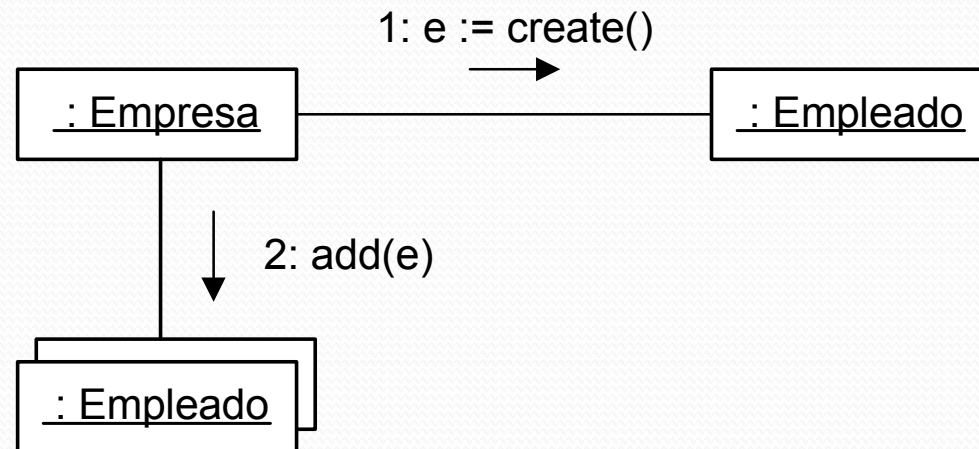 1: e := create()
: Empresa
: Empleado
2: add(e)
: Empleado